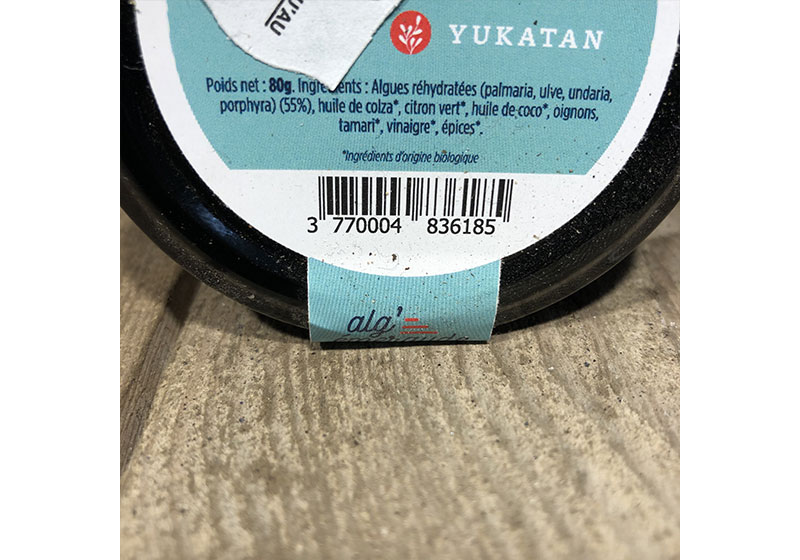 U'AU
YUKATAN
Poids net : 80g. Ingrédients : Algues réhydratées (palmaria, ulve, undaria,
porphyra) (55%), huile de colza*, citron vert*, huile de coco*, oignons,
tamari*, vinaigre*, épices*.
*Ingrédients d'origine biologique
3 770004 836185
alg'